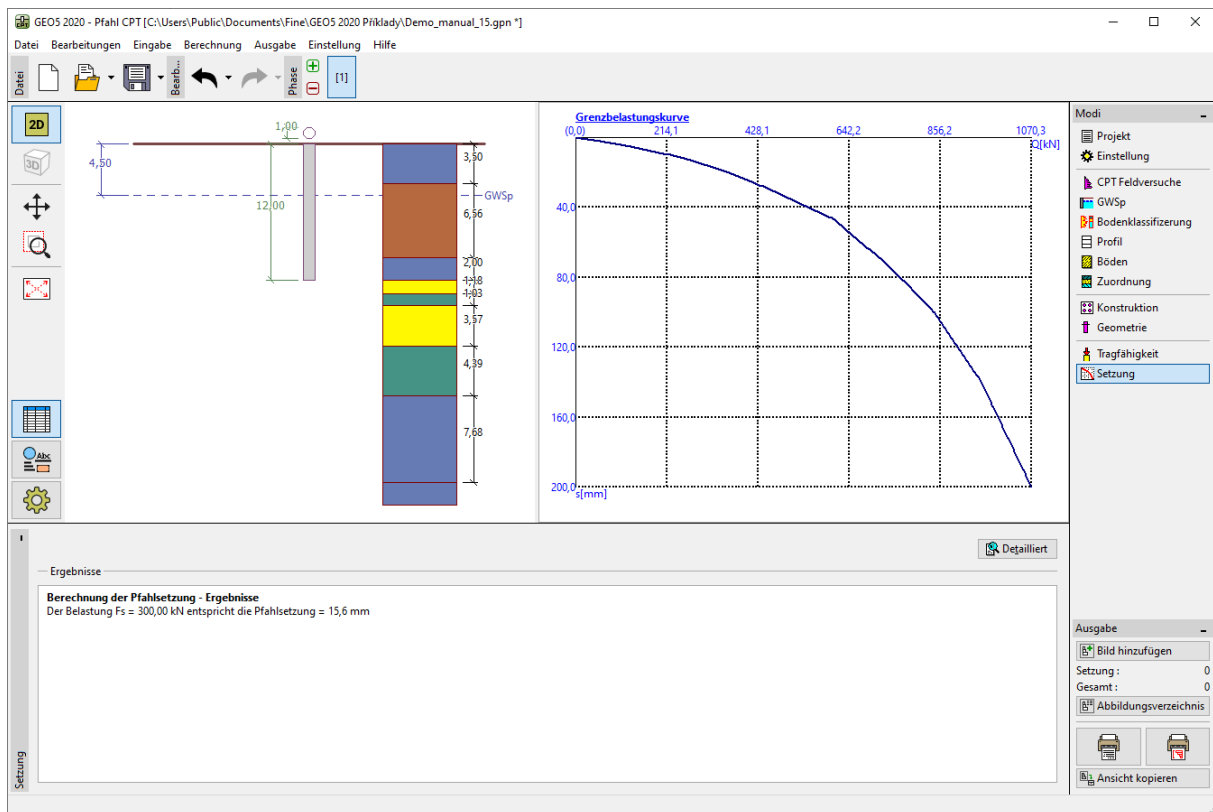 GEO5 2020 - Pfahl CPT [C:\Users\Public\Documents\Fine\GEO5 2020 Příklady\Demo_manual_15.gpn *]
Datei Bearbeitungen Eingabe Berechnung Ausgabe Einstellung Hilfe
Datei
Bearb...
Phase
[1]
2D
3D
1,00
4,50
12,00
GWSp
3,50
6,56
2,00
1,18
1,03
3,57
4,39
7,68
Grenzbelastungskurve
(0,0) 214,1 428,1 642,2 856,2 1070,3
Q[kN]
40,0
80,0
120,0
160,0
200,0
s[mm]
Modi
Projekt
Einstellung
CPT Feldversuche
GWSp
Bodenklassifizerung
Profil
Böden
Zuordnung
Konstruktion
Geometrie
Tragfähigkeit
Setzung
Abc
Detailliert
Ergebnisse
Berechnung der Pfahlsetzung - Ergebnisse
Der Belastung Fs = 300,00 kN entspricht die Pfahlsetzung = 15,6 mm
Setzung
Ausgabe
Bild hinzufügen
Setzung : 0
Gesamt : 0
Abbildungsverzeichnis
Ansicht kopieren